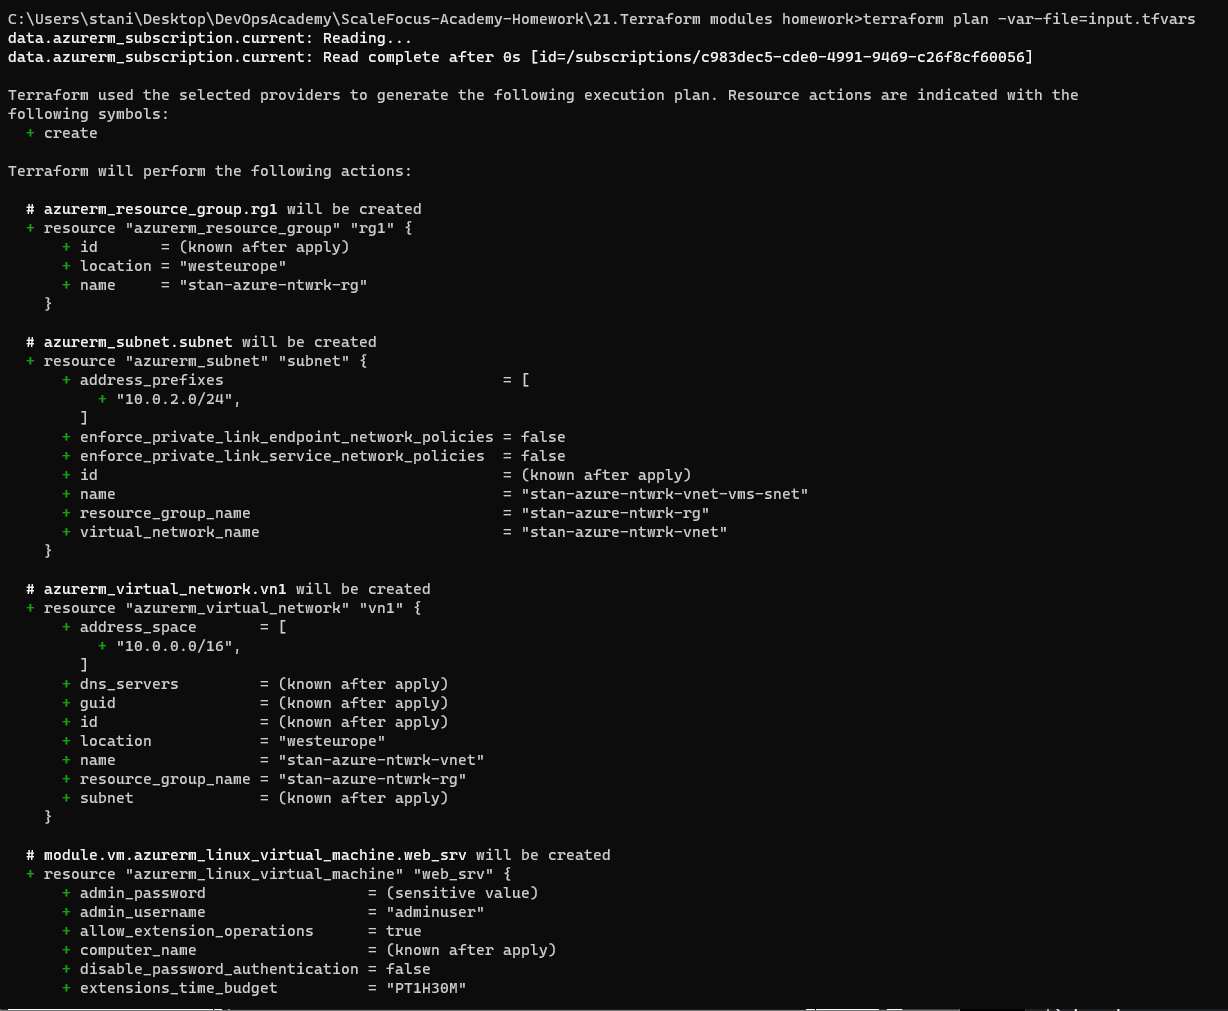 C:\Users\stani\Desktop\DevOpsAcademy\ScaleFocus-Academy-Homework\21.Terraform modules homework>terraform plan -var-file=input.tfvars
data.azurerm_subscription.current: Reading...
data.azurerm_subscription.current: Read complete after 0s [id=/subscriptions/c983dec5-cde0-4991-9469-c26f8cf60056]
Terraform used the selected providers to generate the following execution plan. Resource actions are indicated with the
following symbols:
  + create
Terraform will perform the following actions:
  # azurerm_resource_group.rg1 will be created
  + resource "azurerm_resource_group" "rg1" {
      + id       = (known after apply)
      + location = "westeurope"
      + name     = "stan-azure-ntwrk-rg"
    }
  # azurerm_subnet.subnet will be created
  + resource "azurerm_subnet" "subnet" {
      + address_prefixes                               = [
          + "10.0.2.0/24",
        ]
      + enforce_private_link_endpoint_network_policies = false
      + enforce_private_link_service_network_policies  = false
      + id                                             = (known after apply)
      + name                                           = "stan-azure-ntwrk-vnet-vms-snet"
      + resource_group_name                            = "stan-azure-ntwrk-rg"
      + virtual_network_name                           = "stan-azure-ntwrk-vnet"
    }
  # azurerm_virtual_network.vn1 will be created
  + resource "azurerm_virtual_network" "vn1" {
      + address_space       = [
          + "10.0.0.0/16",
        ]
      + dns_servers         = (known after apply)
      + guid                = (known after apply)
      + id                  = (known after apply)
      + location            = "westeurope"
      + name                = "stan-azure-ntwrk-vnet"
      + resource_group_name = "stan-azure-ntwrk-rg"
      + subnet              = (known after apply)
    }
  # module.vm.azurerm_linux_virtual_machine.web_srv will be created
  + resource "azurerm_linux_virtual_machine" "web_srv" {
      + admin_password                  = (sensitive value)
      + admin_username                  = "adminuser"
      + allow_extension_operations      = true
      + computer_name                   = (known after apply)
      + disable_password_authentication = false
      + extensions_time_budget          = "PT1H30M"